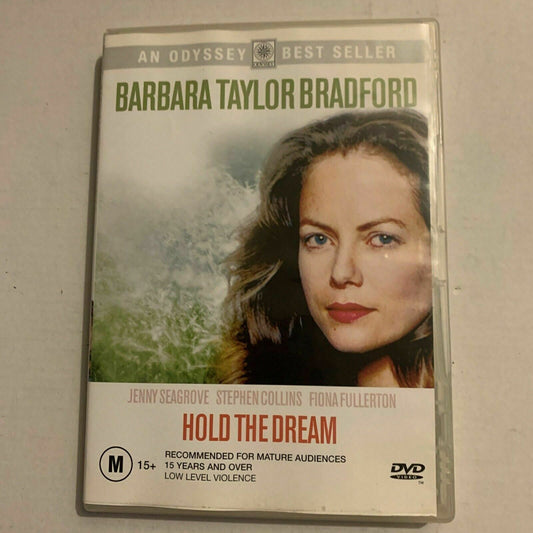 AN ODYSSEY BEST SELLER
BARBARA TAYLOR BRADFORD
JENNY SEAGROVE STEPHEN COLLINS FIONA FULLERTON
HOLD THE DREAM
M 15+
RECOMMENDED FOR MATURE AUDIENCES
15 YEARS AND OVER
LOW LEVEL VIOLENCE
DVD
VIDEO
TM